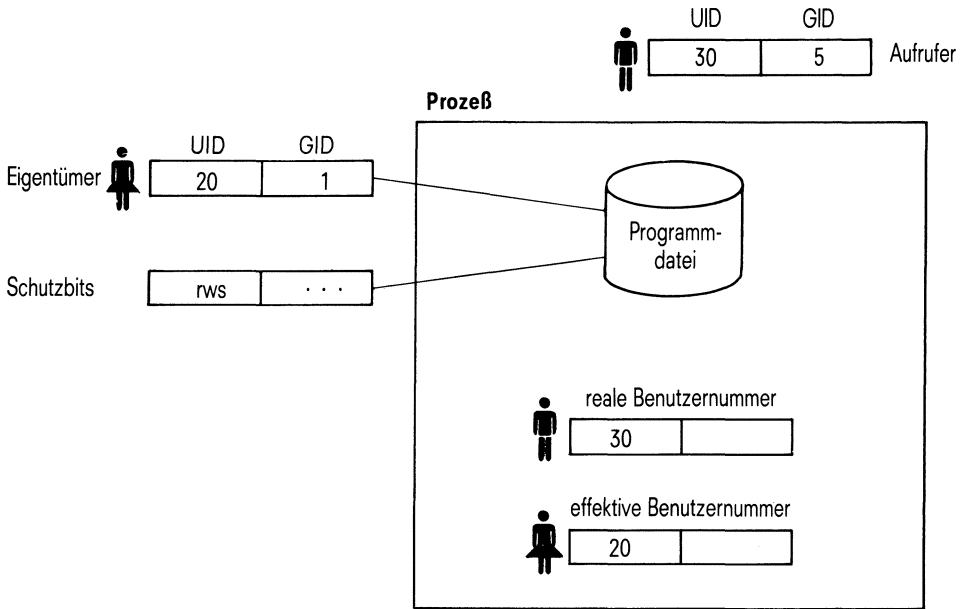 UID GID
30 5 Aufrufer
Prozeß
UID GID
Eigentümer 20 1
Programm-
datei
Schutzbits rws . . .
reale Benutzernummer
30
effektive Benutzernummer
20